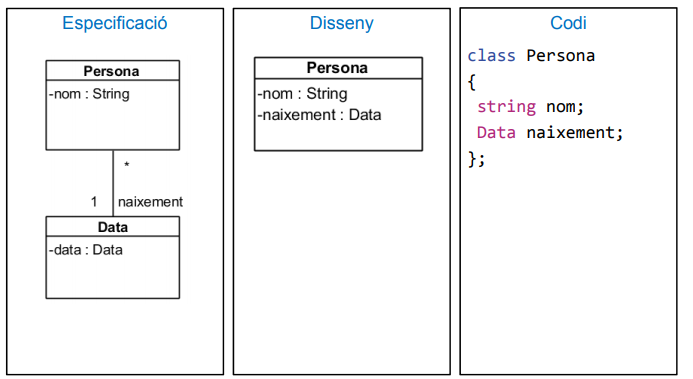 Especificació
Persona
-nom : String
*
1 naixement
Data
-data : Data
Disseny
Persona
-nom : String
-naixement : Data
Codi
class Persona
{
string nom;
Data naixement;
};